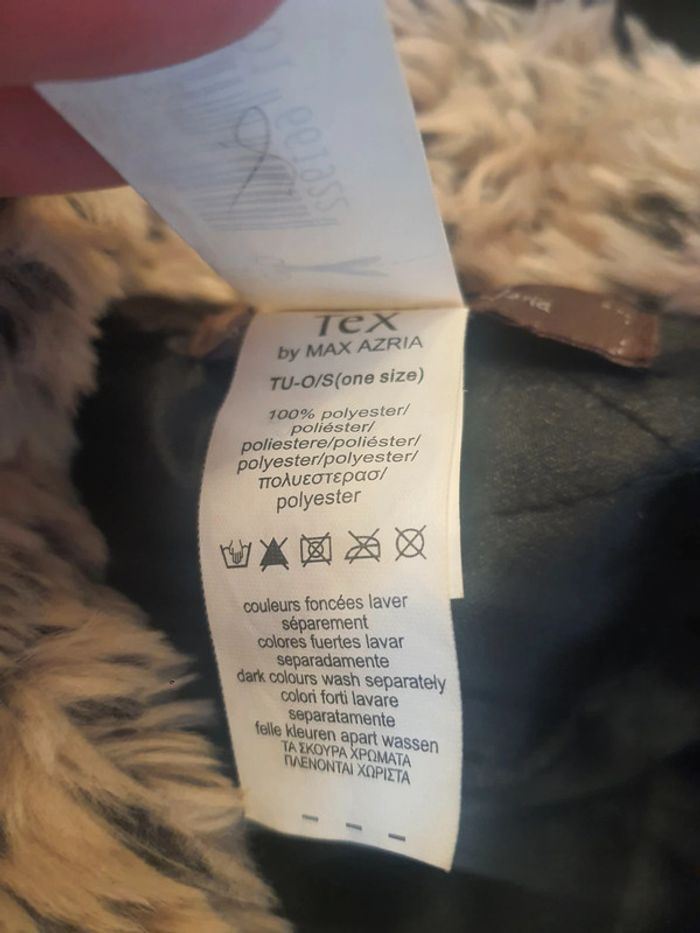 Tex
by MAX AZRIA
TU-O/S(one size)
100% polyester/
poliéster/
poliestere/poliéster/
polyester/polyester/
πολυεστερασ/
polyester
couleurs foncées laver
séparement
colores fuertes lavar
separadamente
dark colours wash separately
colori forti lavare
separatamente
felle kleuren apart wassen
ΤΑ ΣΚΟΥΡΑ ΧΡΩΜΑΤΑ
ΠΛΕΝΟΝΤΑΙ ΧΩΡΙΣΤΑ